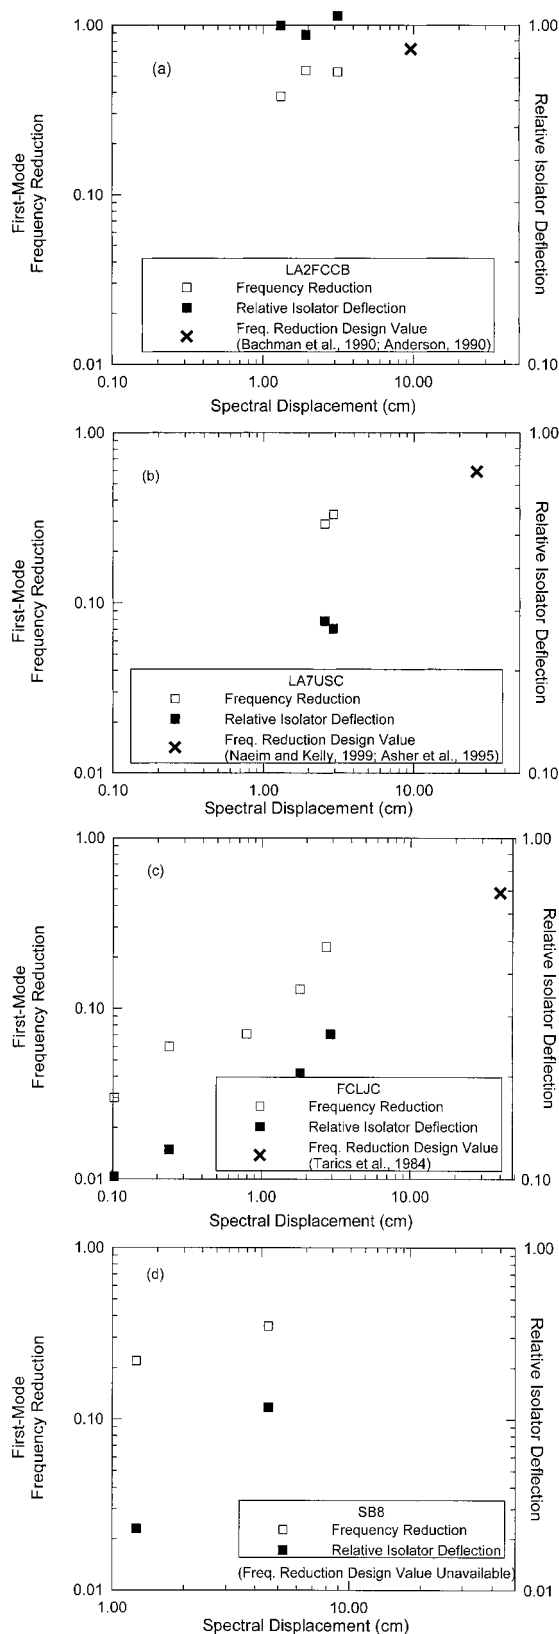 1.00
1.00
(a)
First-Mode
Frequency Reduction
Relative Isolator Deflection
0.10
LA2FCCB
Frequency Reduction
Relative Isolator Deflection
Freq. Reduction Design Value
(Bachman et al., 1990; Anderson, 1990)
0.01
0.10
0.10
1.00
10.00
Spectral Displacement (cm)
1.00
1.00
(b)
First-Mode
Frequency Reduction
Relative Isolator Deflection
0.10
LA7USC
Frequency Reduction
Relative Isolator Deflection
Freq. Reduction Design Value
(Naeim and Kelly, 1999; Asher et al., 1995)
0.01
0.10
0.10
1.00
10.00
Spectral Displacement (cm)
1.00
1.00
(c)
First-Mode
Frequency Reduction
Relative Isolator Deflection
0.10
FCLJC
Frequency Reduction
Relative Isolator Deflection
Freq. Reduction Design Value
(Tarics et al., 1984)
0.01
0.10
0.10
1.00
10.00
Spectral Displacement (cm)
1.00
1.00
(d)
First-Mode
Frequency Reduction
Relative Isolator Deflection
0.10
0.10
SB8
Frequency Reduction
Relative Isolator Deflection
(Freq. Reduction Design Value Unavailable)
0.01
0.01
1.00
10.00
Spectral Displacement (cm)